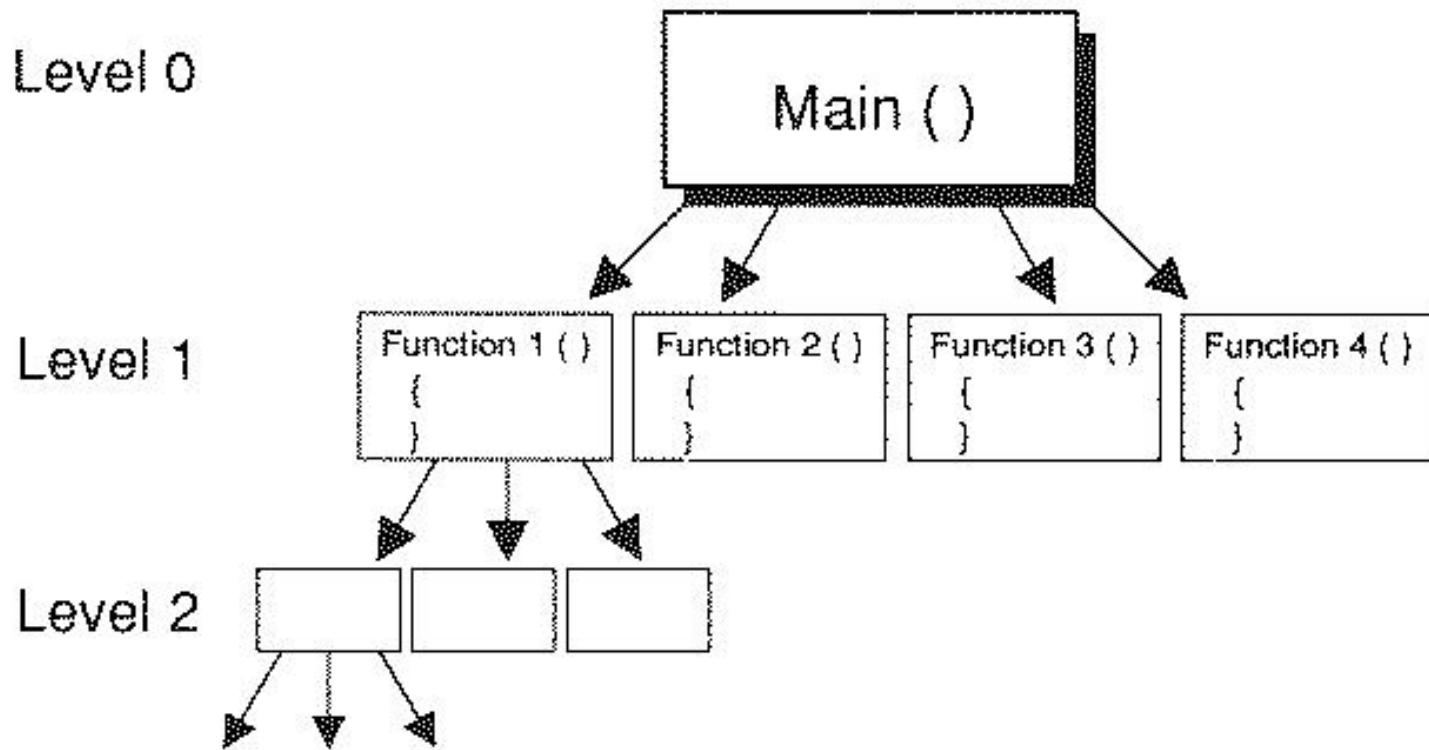 Level 0
Main ( )
Level 1
Function 1 ( )
{
}
Function 2 ( )
{
}
Function 3 ( )
{
}
Function 4 ( )
{
}
Level 2